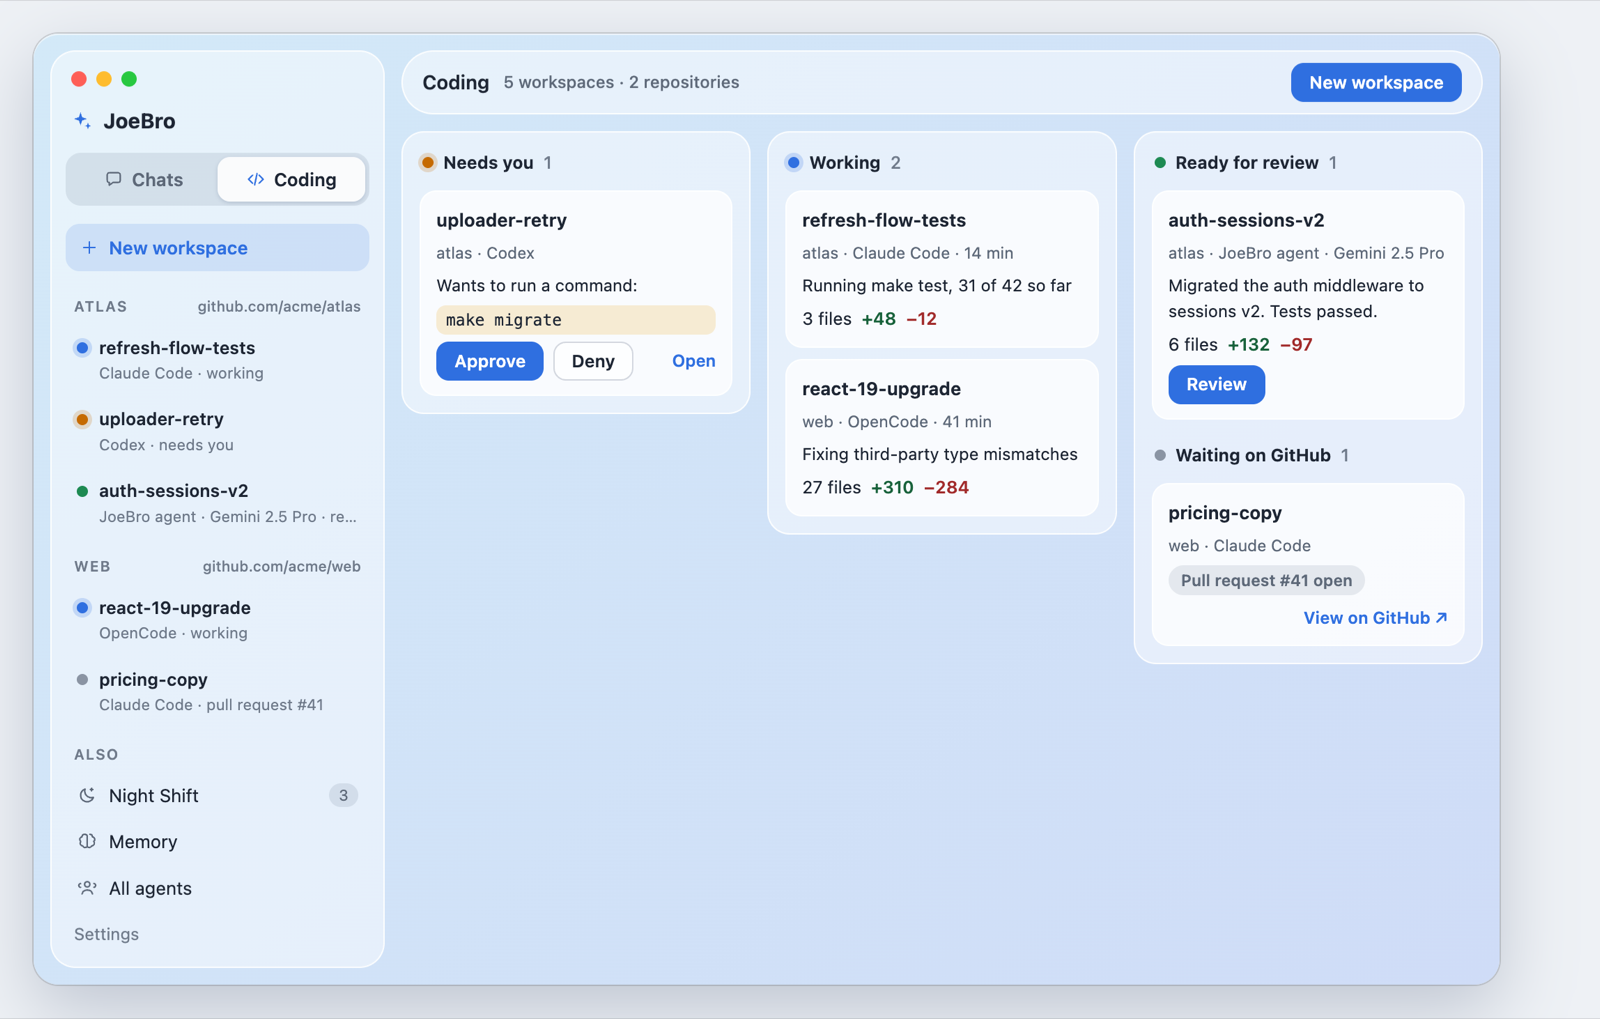 JoeBro
Chats
Coding
New workspace
ATLAS github.com/acme/atlas
refresh-flow-tests
Claude Code · working
uploader-retry
Codex · needs you
auth-sessions-v2
JoeBro agent · Gemini 2.5 Pro · re...
WEB github.com/acme/web
react-19-upgrade
OpenCode · working
pricing-copy
Claude Code · pull request #41
ALSO
Night Shift 3
Memory
All agents
Settings
Coding 5 workspaces · 2 repositories
New workspace
Needs you 1
uploader-retry
atlas · Codex
Wants to run a command:
make migrate
Approve Deny Open
Working 2
refresh-flow-tests
atlas · Claude Code · 14 min
Running make test, 31 of 42 so far
3 files +48 −12
react-19-upgrade
web · OpenCode · 41 min
Fixing third-party type mismatches
27 files +310 −284
Ready for review 1
auth-sessions-v2
atlas · JoeBro agent · Gemini 2.5 Pro
Migrated the auth middleware to
sessions v2. Tests passed.
6 files +132 −97
Review
Waiting on GitHub 1
pricing-copy
web · Claude Code
Pull request #41 open
View on GitHub ↗